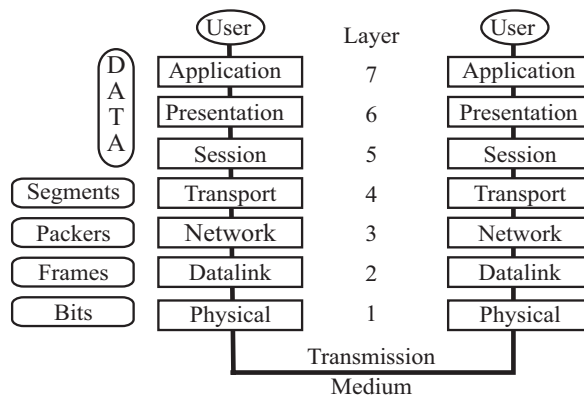 User Layer User
D
A
T
A
Application 7 Application
Presentation 6 Presentation
Session 5 Session
Segments Transport 4 Transport
Packers Network 3 Network
Frames Datalink 2 Datalink
Bits Physical 1 Physical
Transmission
Medium